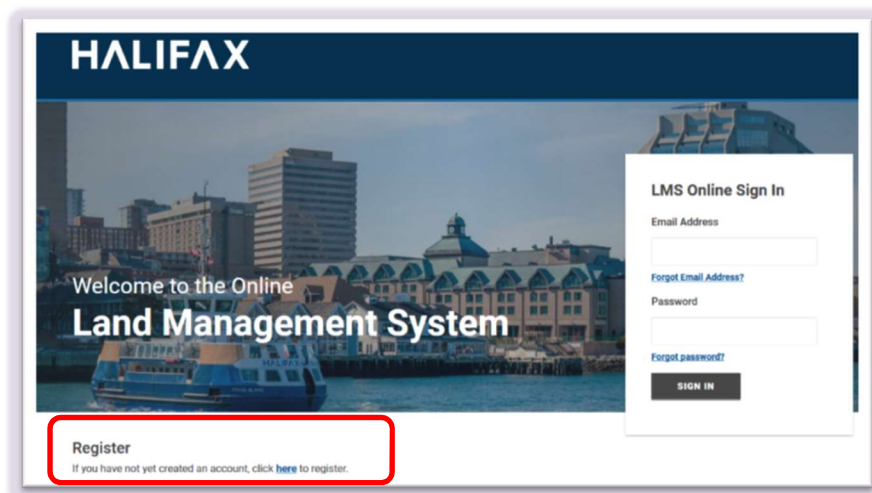 HALIFAX
Welcome to the Online
Land Management System
LMS Online Sign In
Email Address
Forgot Email Address?
Password
Forgot password?
SIGN IN
Register
If you have not yet created an account, click here to register.